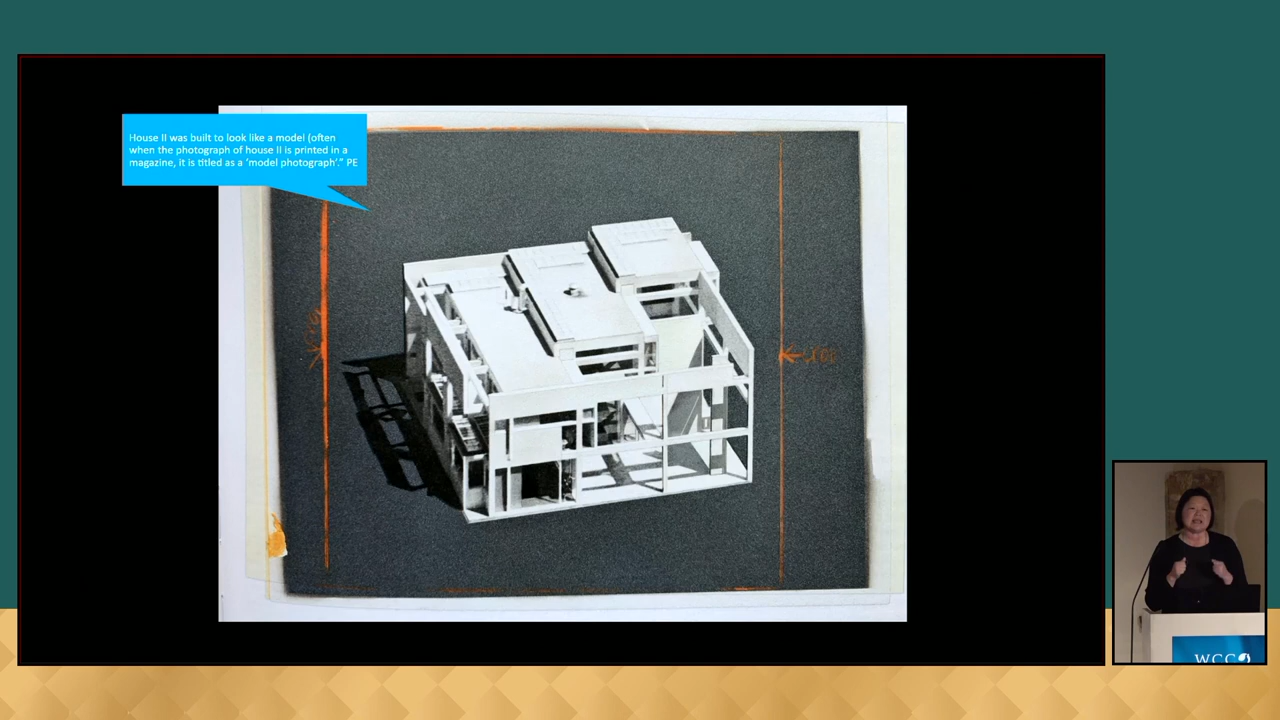 House II was built to look like a model (often
when the photograph of house II is printed in a
magazine, it is titled as a ‘model photograph’.” PE
WCC